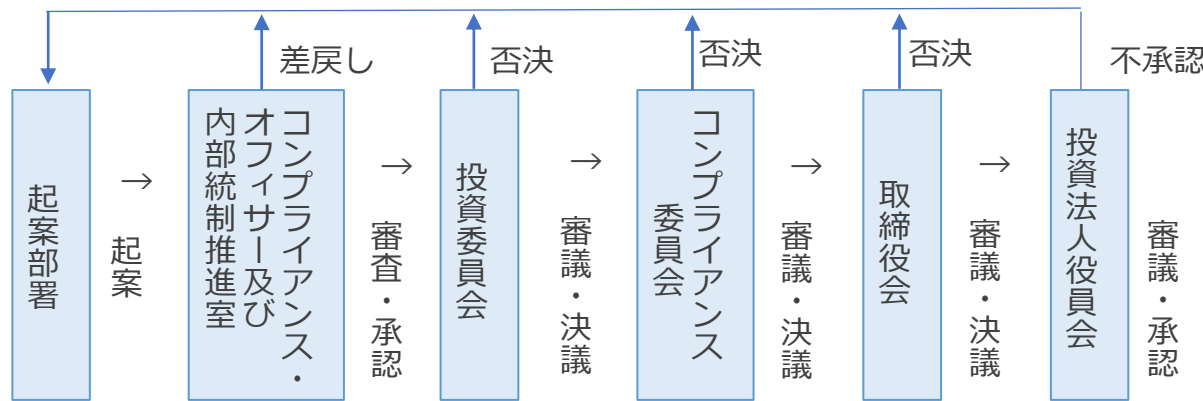 差戻し
否決
否決
否決
不承認
起案部署
→
起案
コンプライアンス・
オフィサー及び
内部統制推進室
→
審査・承認
投資委員会
→
審議・決議
コンプライアンス
委員会
→
審議・決議
取締役会
→
審議・決議
投資法人役員会
審議・承認